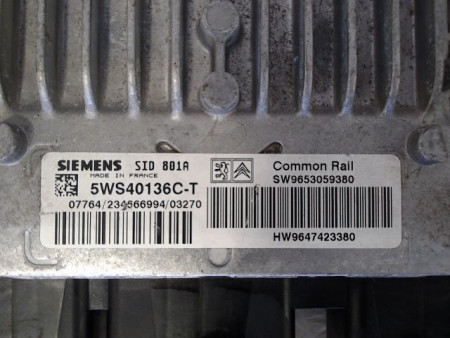 SIEMENS SID 801A
MADE IN FRANCE
5WS40136C-T
07764/234566994/03270
Common Rail
SW9653059380
HW9647423380